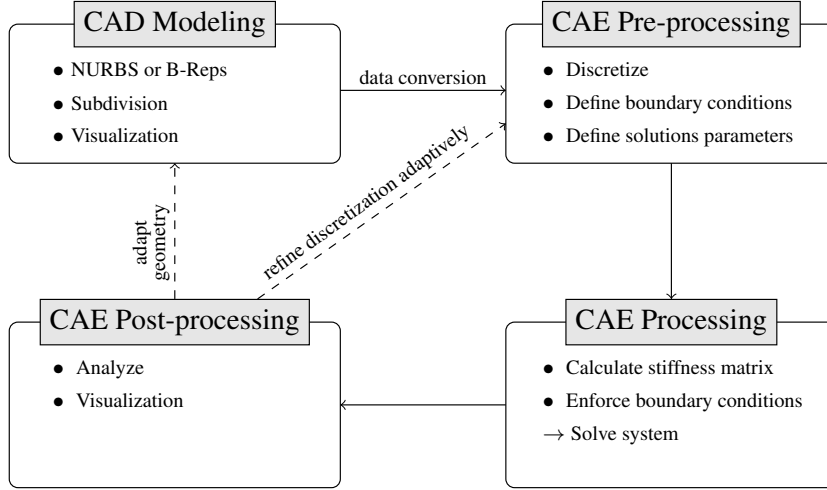 CAD Modeling
● NURBS or B-Reps
● Subdivision
● Visualization
data conversion
CAE Pre-processing
● Discretize
● Define boundary conditions
● Define solutions parameters
adapt
geometry
refine discretization adaptively
CAE Post-processing
● Analyze
● Visualization
CAE Processing
● Calculate stiffness matrix
● Enforce boundary conditions
→ Solve system